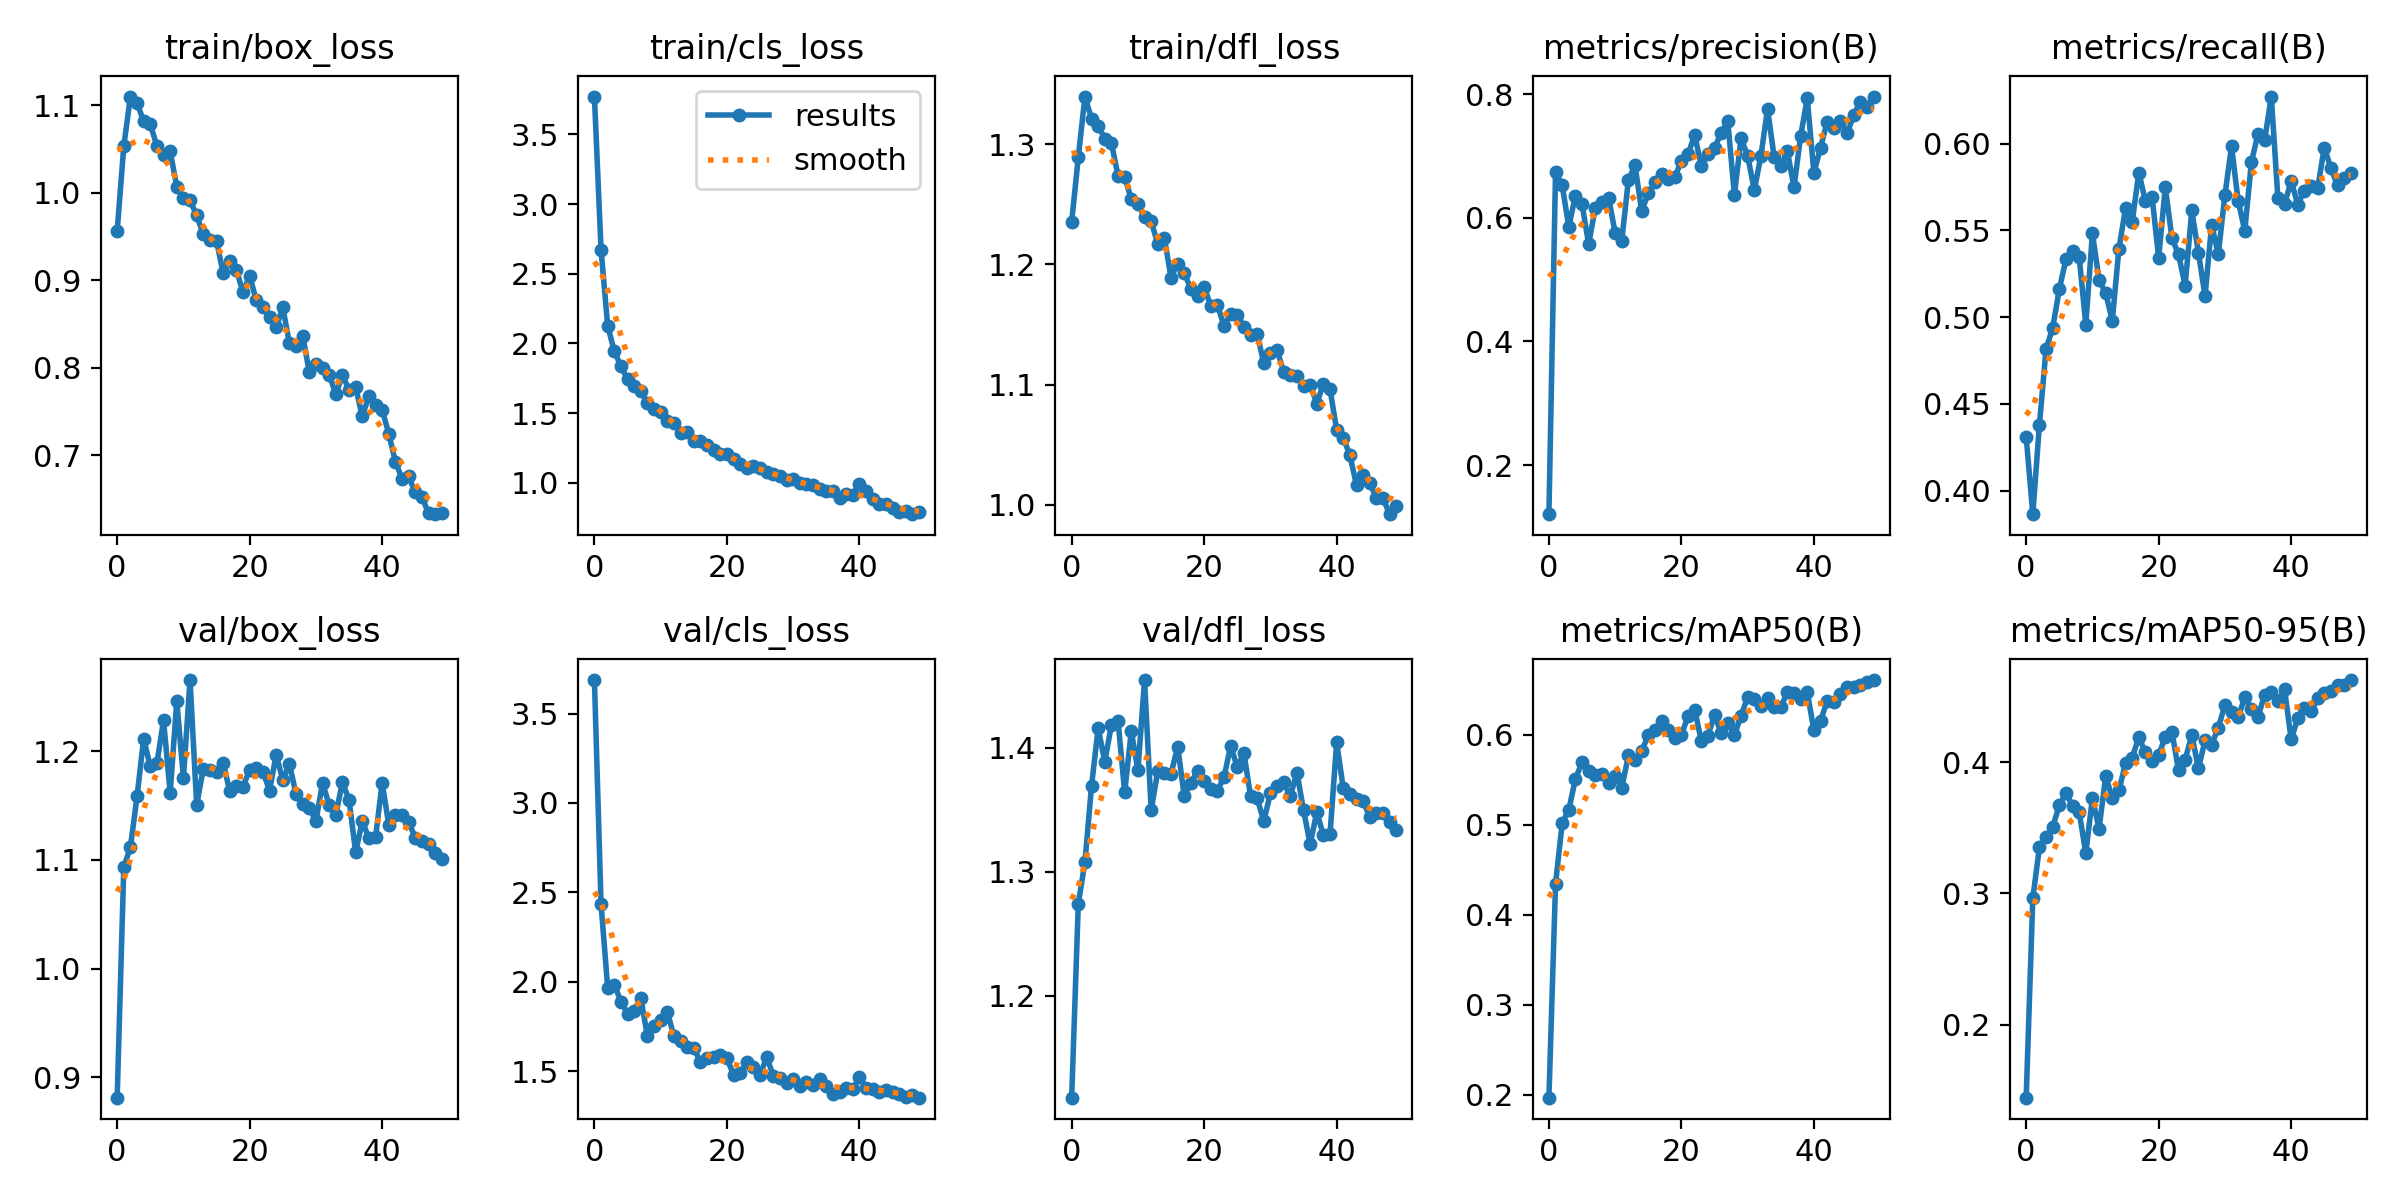 train/box_loss
train/cls_loss
train/dfl_loss
metrics/precision(B)
metrics/recall(B)
1.1
1.0
0.9
0.8
0.7
0 20 40
results
smooth
3.5
3.0
2.5
2.0
1.5
1.0
0 20 40
1.3
1.2
1.1
1.0
0 20 40
0.8
0.6
0.4
0.2
0 20 40
0.60
0.55
0.50
0.45
0.40
0 20 40
val/box_loss
val/cls_loss
val/dfl_loss
metrics/mAP50(B)
metrics/mAP50-95(B)
1.2
1.1
1.0
0.9
0 20 40
3.5
3.0
2.5
2.0
1.5
0 20 40
1.4
1.3
1.2
0 20 40
0.6
0.5
0.4
0.3
0.2
0 20 40
0.4
0.3
0.2
0 20 40